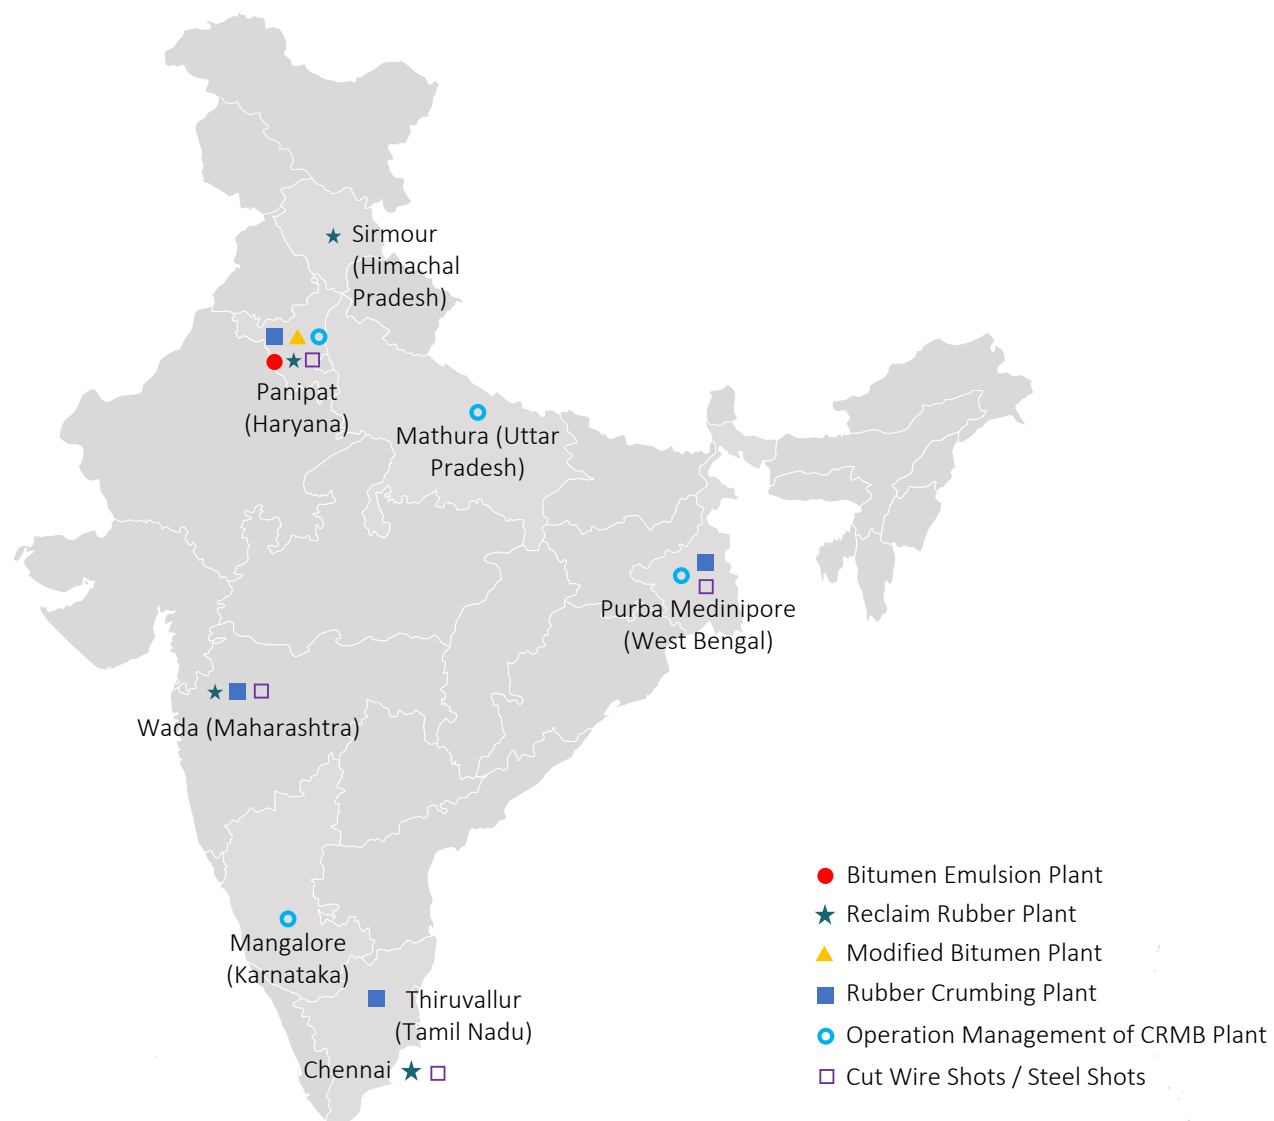 Sirmour
(Himachal
Pradesh)
Panipat
(Haryana)
Mathura (Uttar
Pradesh)
Purba Medinipore
(West Bengal)
Wada (Maharashtra)
Mangalore
(Karnataka)
Thiruvallur
(Tamil Nadu)
Chennai
Bitumen Emulsion Plant
Reclaim Rubber Plant
Modified Bitumen Plant
Rubber Crumbing Plant
Operation Management of CRMB Plant
Cut Wire Shots / Steel Shots